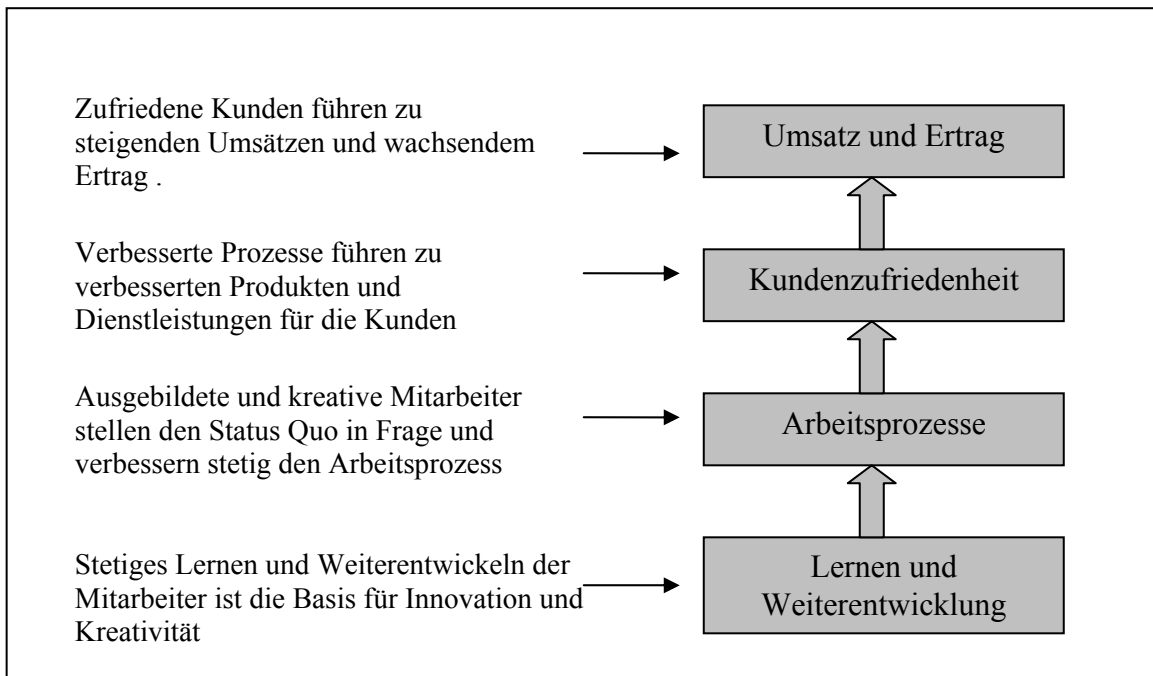 Zufriedene Kunden führen zu
steigenden Umsätzen und wachsendem
Ertrag .
Umsatz und Ertrag
Verbesserte Prozesse führen zu
verbesserten Produkten und
Dienstleistungen für die Kunden
Kundenzufriedenheit
Ausgebildete und kreative Mitarbeiter
stellen den Status Quo in Frage und
verbessern stetig den Arbeitsprozess
Arbeitsprozesse
Stetiges Lernen und Weiterentwickeln der
Mitarbeiter ist die Basis für Innovation und
Kreativität
Lernen und
Weiterentwicklung